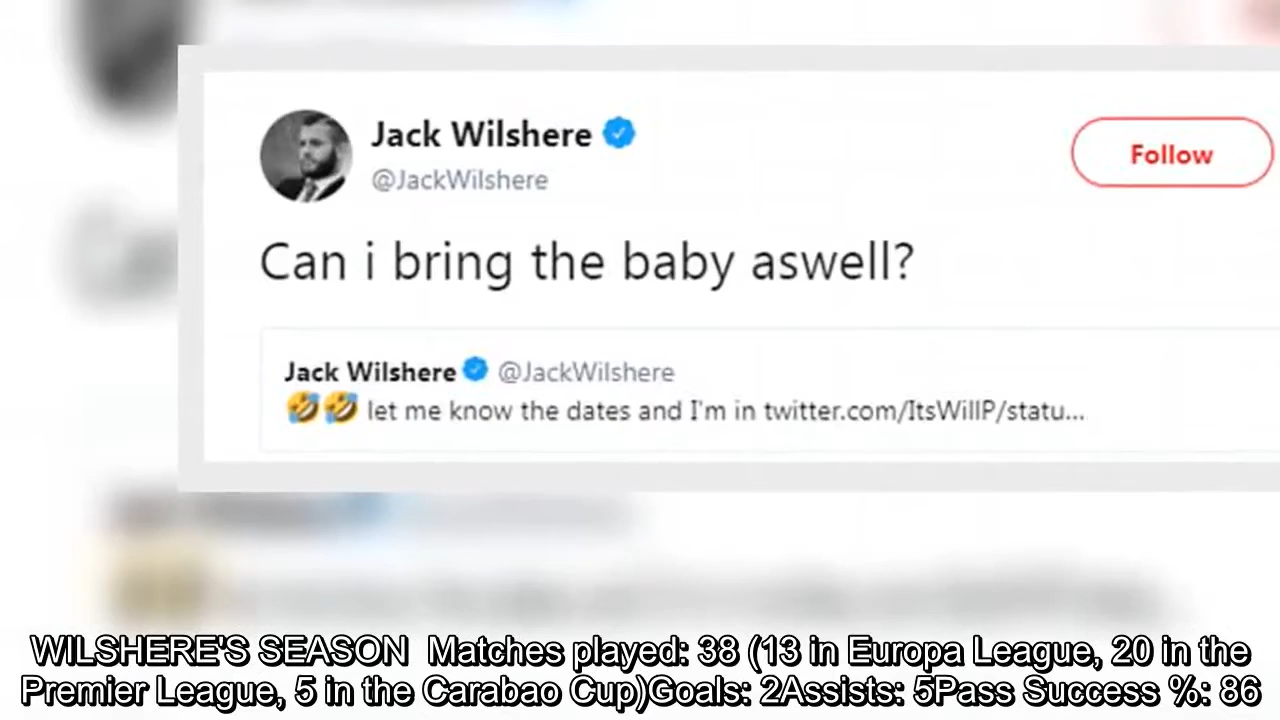 Jack Wilshere
@JackWilshere
Follow
Can i bring the baby aswell?
Jack Wilshere @JackWilshere
🤣🤣 let me know the dates and I'm in twitter.com/ItsWillP/statu...
WILSHERE'S SEASON Matches played: 38 (13 in Europa League, 20 in the
Premier League, 5 in the Carabao Cup)Goals: 2Assists: 5Pass Success %: 86